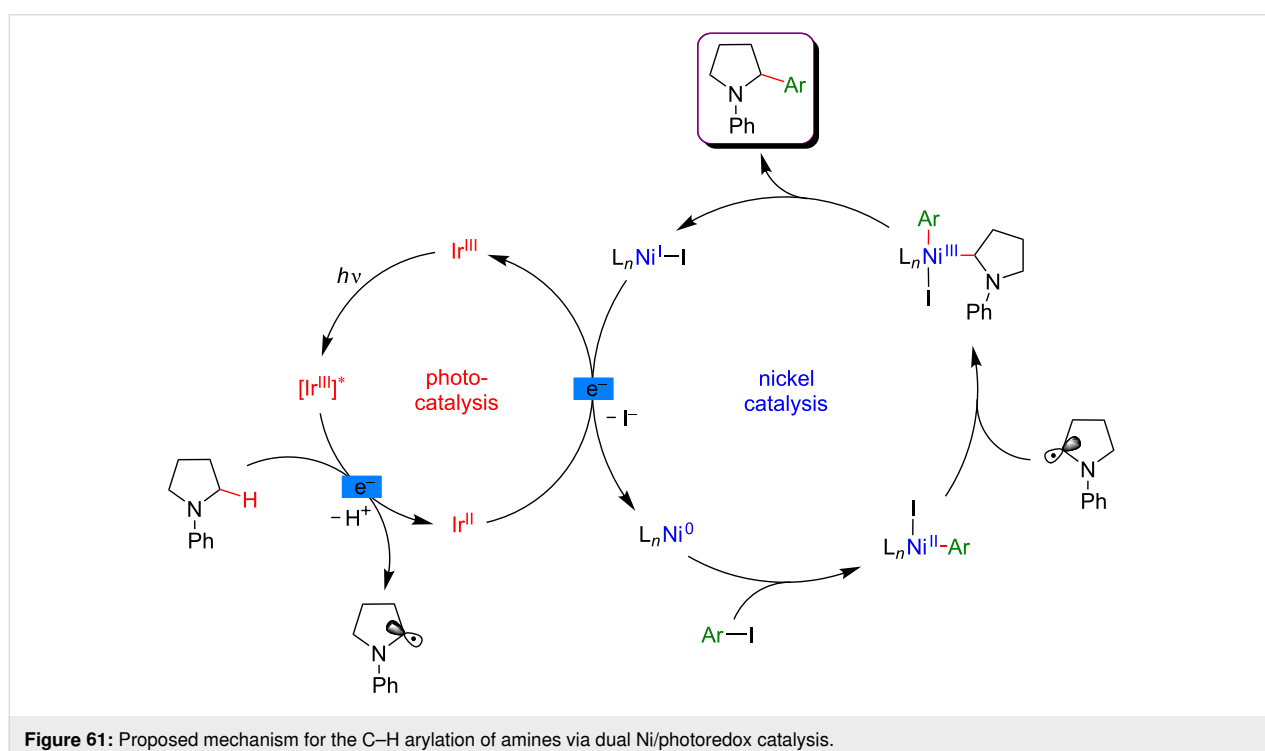 N
Ph
Ar
Ar
LₙNiᴵᴵᴵ
I
N
Ph
LₙNiᴵ–I
Irᴵᴵᴵ
hν
[Irᴵᴵᴵ]*
photo-
catalysis
e⁻
– I⁻
nickel
catalysis
N
Ph
H
N
Ph
e⁻
– H⁺
Irᴵᴵ
LₙNi⁰
I
LₙNiᴵᴵ-Ar
Ar–I
N
Ph
Figure 61: Proposed mechanism for the C–H arylation of amines via dual Ni/photoredox catalysis.